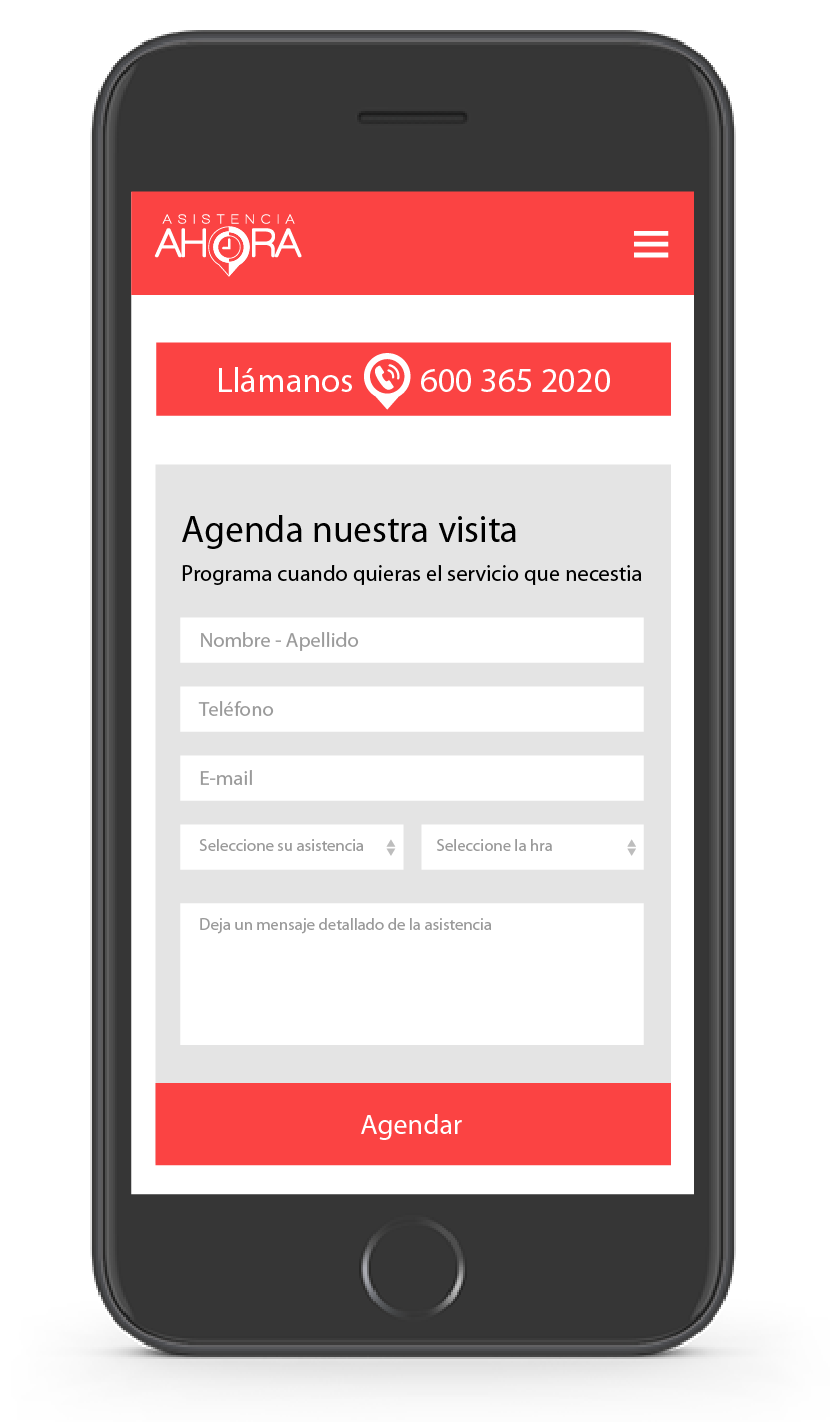 ASISTENCIA
AHORA
Llámanos 600 365 2020
Agenda nuestra visita
Programa cuando quieras el servicio que necestia
Nombre - Apellido
Teléfono
E-mail
Seleccione su asistencia Seleccione la hra
Deja un mensaje detallado de la asistencia
Agendar